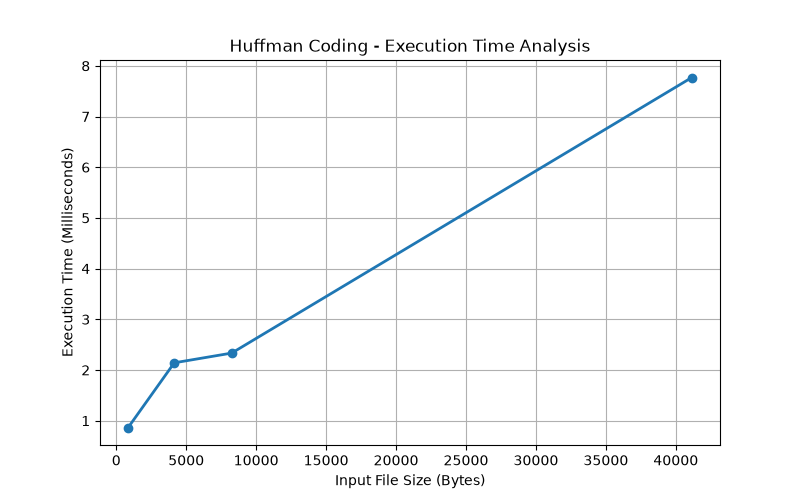 Huffman Coding - Execution Time Analysis
Execution Time (Milliseconds)
8
7
6
5
4
3
2
1
0 5000 10000 15000 20000 25000 30000 35000 40000
Input File Size (Bytes)